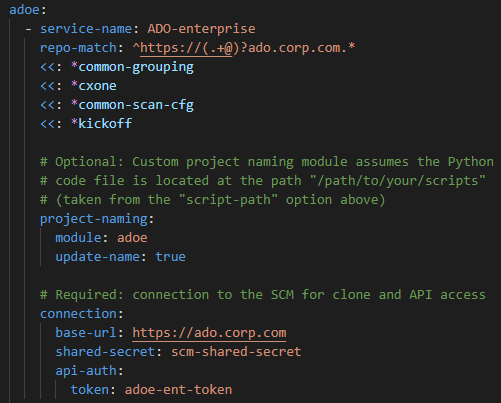 adoe:
  - service-name: ADO-enterprise
    repo-match: ^https://(.+@)?ado.corp.com.*
    <<: *common-grouping
    <<: *cxone
    <<: *common-scan-cfg
    <<: *kickoff
    # Optional: Custom project naming module assumes the Python
    # code file is located at the path "/path/to/your/scripts"
    # (taken from the "script-path" option above)
    project-naming:
      module: adoe
      update-name: true
    # Required: connection to the SCM for clone and API access
    connection:
      base-url: https://ado.corp.com
      shared-secret: scm-shared-secret
      api-auth:
        token: adoe-ent-token